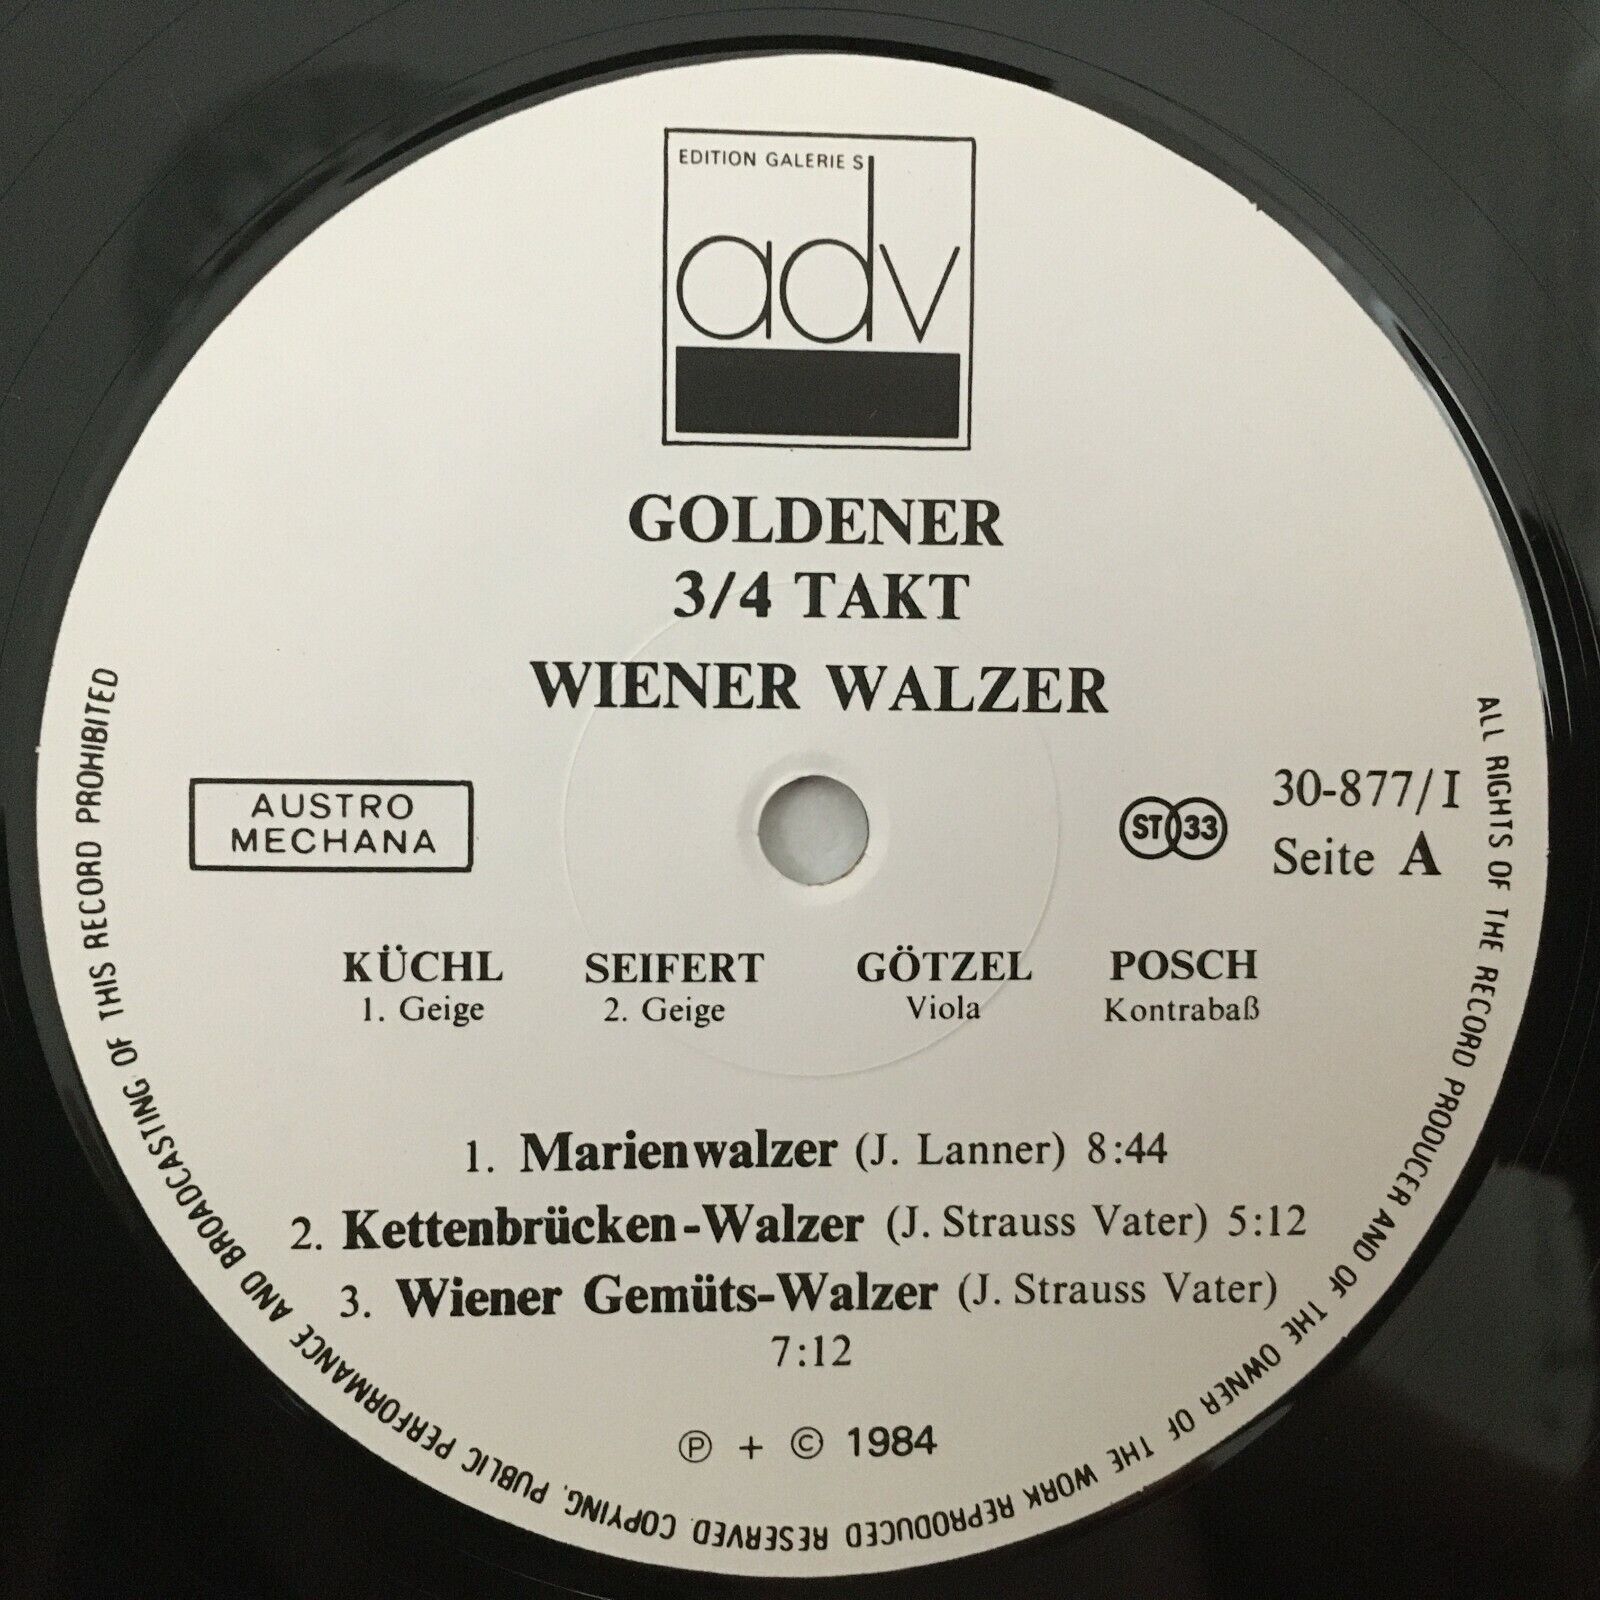 EDITION GALERIE S
adv
GOLDENER
3/4 TAKT
WIENER WALZER
AUSTRO
MECHANA
ST 33
30-877/I
Seite A
KÜCHL SEIFERT GÖTZEL POSCH
1. Geige 2. Geige Viola Kontrabaß
1. Marienwalzer (J. Lanner) 8:44
2. Kettenbrücken-Walzer (J. Strauss Vater) 5:12
3. Wiener Gemüts-Walzer (J. Strauss Vater)
7:12
Ⓟ + © 1984
ALL RIGHTS OF THE RECORD PRODUCER AND OF THE OWNER OF THE WORK REPRODUCED RESERVED. COPYING, PUBLIC PERFORMANCE AND BROADCASTING OF THIS RECORD PROHIBITED